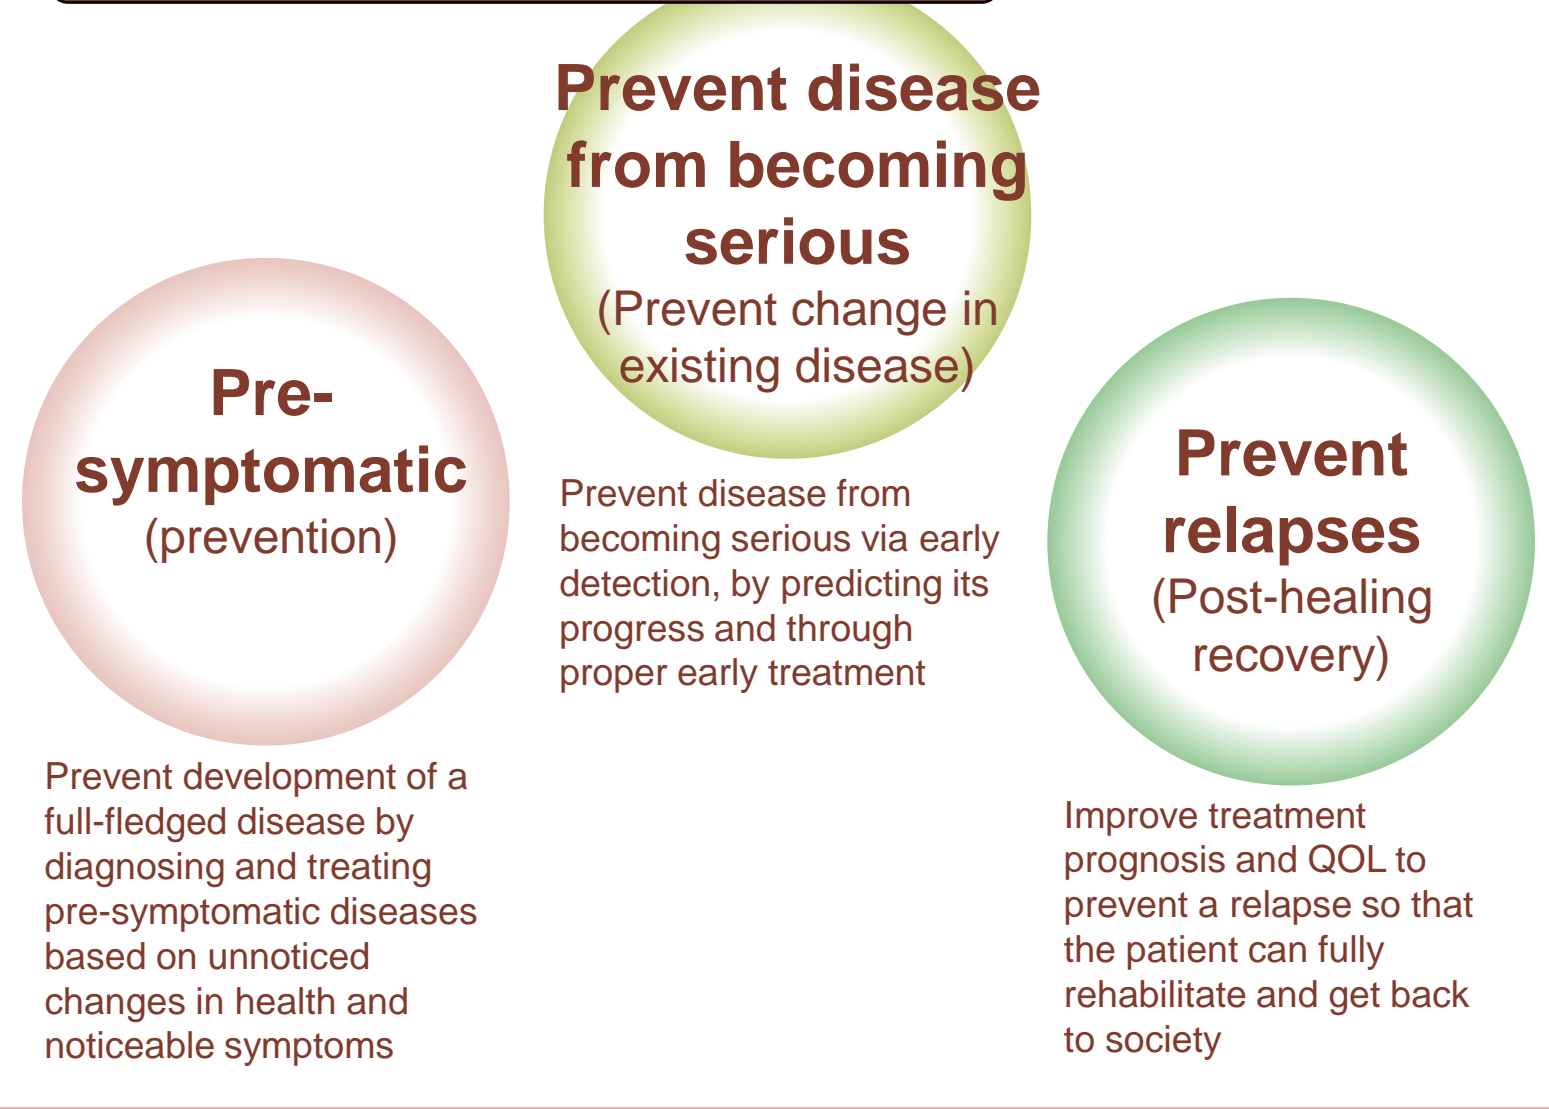 Pre-
symptomatic
(prevention)
Prevent development of a
full-fledged disease by
diagnosing and treating
pre-symptomatic diseases
based on unnoticed
changes in health and
noticeable symptoms
Prevent disease
from becoming
serious
(Prevent change in
existing disease)
Prevent disease from
becoming serious via early
detection, by predicting its
progress and through
proper early treatment
Prevent
relapses
(Post-healing
recovery)
Improve treatment
prognosis and QOL to
prevent a relapse so that
the patient can fully
rehabilitate and get back
to society